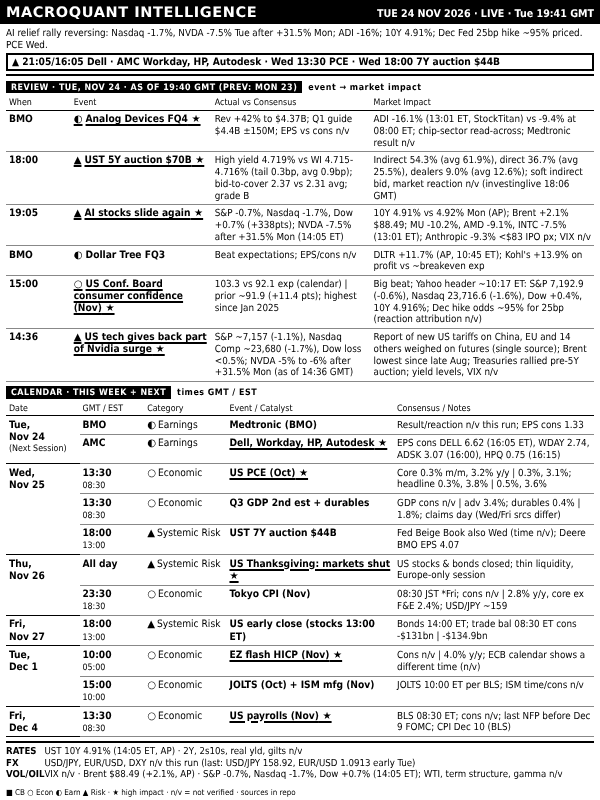 MACROQUANT INTELLIGENCE TUE 24 NOV 2026 · LIVE · Tue 19:41 GMT
AI relief rally reversing: Nasdaq -1.7%, NVDA -7.5% Tue after +31.5% Mon; ADI -16%; 10Y 4.91%; Dec Fed 25bp hike ~95% priced.
PCE Wed.
▲ 21:05/16:05 Dell · AMC Workday, HP, Autodesk · Wed 13:30 PCE · Wed 18:00 7Y auction $44B
REVIEW · TUE, NOV 24 · AS OF 19:40 GMT (PREV: MON 23) event → market impact
When Event Actual vs Consensus Market Impact
BMO ◐ Analog Devices FQ4 ★ Rev +42% to $4.37B; Q1 guide ADI -16.1% (13:01 ET, StockTitan) vs -9.4% at
$4.4B ±150M; EPS vs cons n/v 08:00 ET; chip-sector read-across; Medtronic
result n/v
18:00 ▲ UST 5Y auction $70B ★ High yield 4.719% vs WI 4.715- Indirect 54.3% (avg 61.9%), direct 36.7% (avg
4.716% (tail 0.3bp, avg 0.9bp); 25.5%), dealers 9.0% (avg 12.6%); soft indirect
bid-to-cover 2.37 vs 2.31 avg; bid, market reaction n/v (investinglive 18:06
grade B GMT)
19:05 ▲ AI stocks slide again ★ S&P -0.7%, Nasdaq -1.7%, Dow 10Y 4.91% vs 4.92% Mon (AP); Brent +2.1%
+0.7% (+338pts); NVDA -7.5% $88.49; MU -10.2%, AMD -9.1%, INTC -7.5%
after +31.5% Mon (14:05 ET) (13:01 ET); Anthropic -9.3% <$83 IPO px; VIX n/v
BMO ◐ Dollar Tree FQ3 Beat expectations; EPS/cons n/v DLTR +11.7% (AP, 10:45 ET); Kohl's +13.9% on
profit vs ~breakeven exp
15:00 ○ US Conf. Board 103.3 vs 92.1 exp (calendar) | Big beat; Yahoo header ~10:17 ET: S&P 7,192.9
consumer confidence prior ~91.9 (+11.4 pts); highest (-0.6%), Nasdaq 23,716.6 (-1.6%), Dow +0.4%,
(Nov) ★ since Jan 2025 10Y 4.916%; Dec hike odds ~95% for 25bp
(reaction attribution n/v)
14:36 ▲ US tech gives back part S&P ~7,157 (-1.1%), Nasdaq Report of new US tariffs on China, EU and 14
of Nvidia surge ★ Comp ~23,680 (-1.7%), Dow loss others weighed on futures (single source); Brent
<0.5%; NVDA -5% to -6% after lowest since late Aug; Treasuries rallied pre-5Y
+31.5% Mon (as of 14:36 GMT) auction; yield levels, VIX n/v
CALENDAR · THIS WEEK + NEXT times GMT / EST
Date GMT / EST Category Event / Catalyst Consensus / Notes
Tue, BMO ◐ Earnings Medtronic (BMO) Result/reaction n/v this run; EPS cons 1.33
Nov 24
(Next Session) AMC ◐ Earnings Dell, Workday, HP, Autodesk ★ EPS cons DELL 6.62 (16:05 ET), WDAY 2.74,
ADSK 3.07 (16:00), HPQ 0.75 (16:15)
Wed, 13:30 ○ Economic US PCE (Oct) ★ Core 0.3% m/m, 3.2% y/y | 0.3%, 3.1%;
Nov 25 08:30 headline 0.3%, 3.8% | 0.5%, 3.6%
13:30 ○ Economic Q3 GDP 2nd est + durables GDP cons n/v | adv 3.4%; durables 0.4% |
08:30 1.8%; claims day (Wed/Fri srcs differ)
18:00 ▲ Systemic Risk UST 7Y auction $44B Fed Beige Book also Wed (time n/v); Deere
13:00 BMO EPS 4.07
Thu, All day ▲ Systemic Risk US Thanksgiving: markets shut US stocks & bonds closed; thin liquidity,
Nov 26 ★ Europe-only session
23:30 ○ Economic Tokyo CPI (Nov) 08:30 JST *Fri; cons n/v | 2.8% y/y, core ex
18:30 F&E 2.4%; USD/JPY ~159
Fri, 18:00 ▲ Systemic Risk US early close (stocks 13:00 Bonds 14:00 ET; trade bal 08:30 ET cons
Nov 27 13:00 ET) -$131bn | -$134.9bn
Tue, 10:00 ○ Economic EZ flash HICP (Nov) ★ Cons n/v | 4.0% y/y; ECB calendar shows a
Dec 1 05:00 different time (n/v)
15:00 ○ Economic JOLTS (Oct) + ISM mfg (Nov) JOLTS 10:00 ET per BLS; ISM time/cons n/v
10:00
Fri, 13:30 ○ Economic US payrolls (Nov) ★ BLS 08:30 ET; cons n/v; last NFP before Dec
Dec 4 08:30 9 FOMC; CPI Dec 10 (BLS)
RATES UST 10Y 4.91% (14:05 ET, AP) · 2Y, 2s10s, real yld, gilts n/v
FX USD/JPY, EUR/USD, DXY n/v this run (last: USD/JPY 158.92, EUR/USD 1.0913 early Tue)
VOL/OIL VIX n/v · Brent $88.49 (+2.1%, AP) · S&P -0.7%, Nasdaq -1.7%, Dow +0.7% (14:05 ET); WTI, term structure, gamma n/v
■ CB ○ Econ ◐ Earn ▲ Risk · ★ high impact · n/v = not verified · sources in repo